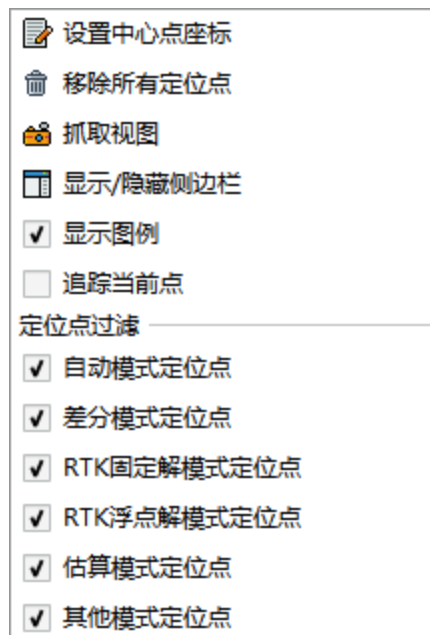 设置中心点座标
移除所有定位点
抓取视图
显示/隐藏侧边栏
显示图例
追踪当前点
定位点过滤
自动模式定位点
差分模式定位点
RTK固定解模式定位点
RTK浮点解模式定位点
估算模式定位点
其他模式定位点